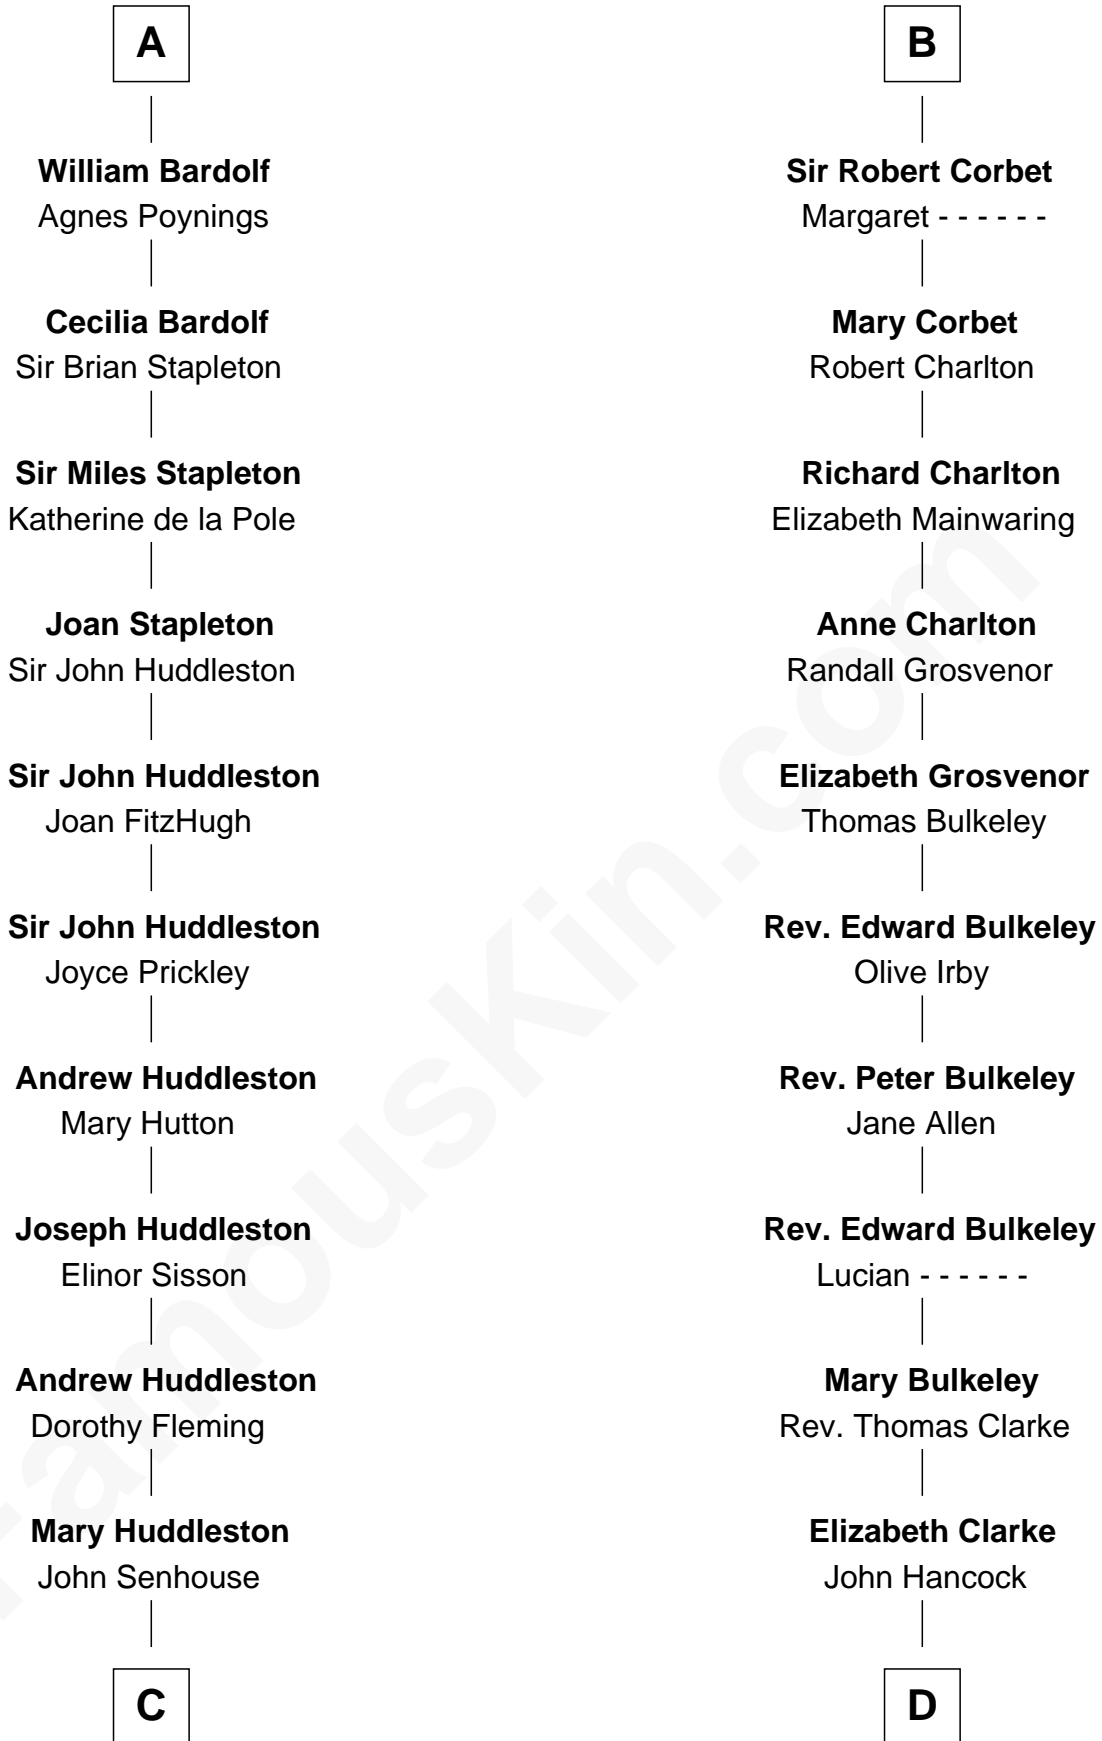 A
William Bardolf
Agnes Poynings
Cecilia Bardolf
Sir Brian Stapleton
Sir Miles Stapleton
Katherine de la Pole
Joan Stapleton
Sir John Huddleston
Sir John Huddleston
Joan FitzHugh
Sir John Huddleston
Joyce Prickley
Andrew Huddleston
Mary Hutton
Joseph Huddleston
Elinor Sisson
Andrew Huddleston
Dorothy Fleming
Mary Huddleston
John Senhouse
C
B
Sir Robert Corbet
Margaret - - - - - -
Mary Corbet
Robert Charlton
Richard Charlton
Elizabeth Mainwaring
Anne Charlton
Randall Grosvenor
Elizabeth Grosvenor
Thomas Bulkeley
Rev. Edward Bulkeley
Olive Irby
Rev. Peter Bulkeley
Jane Allen
Rev. Edward Bulkeley
Lucian - - - - - -
Mary Bulkeley
Rev. Thomas Clarke
Elizabeth Clarke
John Hancock
D
FamousKin.com